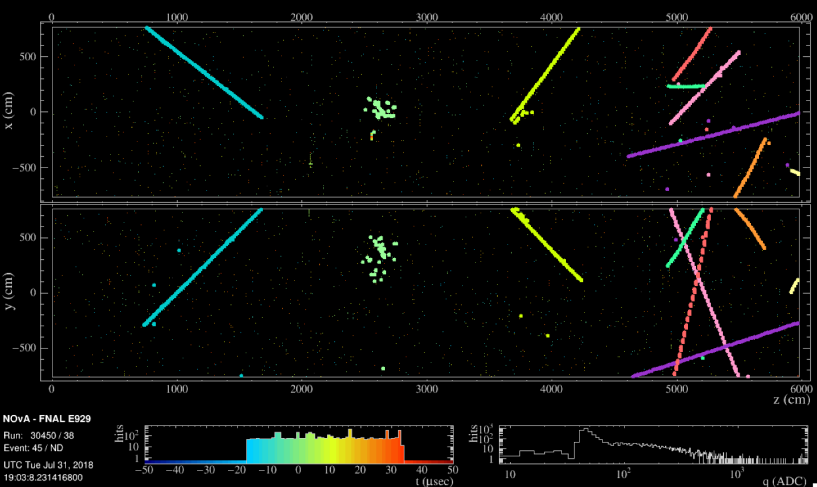 0 1000 2000 3000 4000 5000 6000
500
x (cm)
0
−500
500
y (cm)
0
−500
0 1000 2000 3000 4000 5000 6000
z (cm)
NOvA - FNAL E929
Run: 30450 / 38
Event: 45 / ND
UTC Tue Jul 31, 2018
19:03:8.231416800
hits
10²
10
1
−50 −40 −30 −20 −10 0 10 20 30 40 50
t (μsec)
hits
10³
10²
10
1
10 10² 10³
q (ADC)